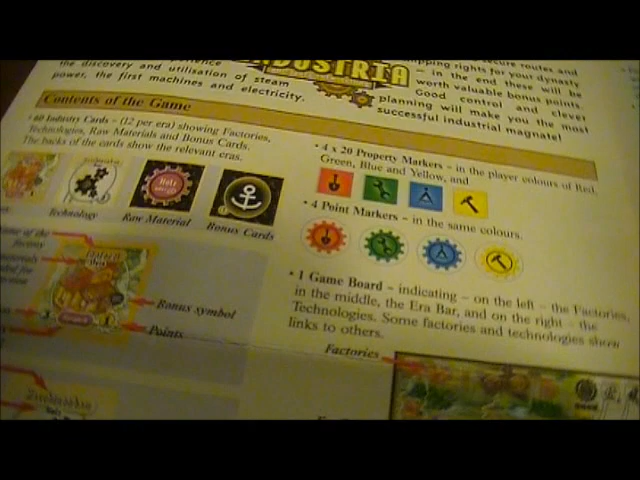 INDUSTRIA
the discovery and utilisation of steam
power, the first machines and electricity.
secure routes and
shipping rights for your dynasty
– in the end these will be
worth valuable bonus points.
Good control and clever
planning will make you the most
successful industrial magnate!
Contents of the Game
• 60 Industry Cards – (12 per era) showing Factories,
Technologies, Raw Materials and Bonus Cards.
The backs of the cards show the relevant eras.
Technology
Raw Material
Bonus Cards
Bonus symbol
Points
• 4 x 20 Property Markers – in the player colours of Red,
Green, Blue and Yellow, and
• 4 Point Markers – in the same colours.
• 1 Game Board – indicating – on the left – the Factories,
in the middle, the Era Bar, and on the right – the
Technologies. Some factories and technologies show
links to others.
Factories